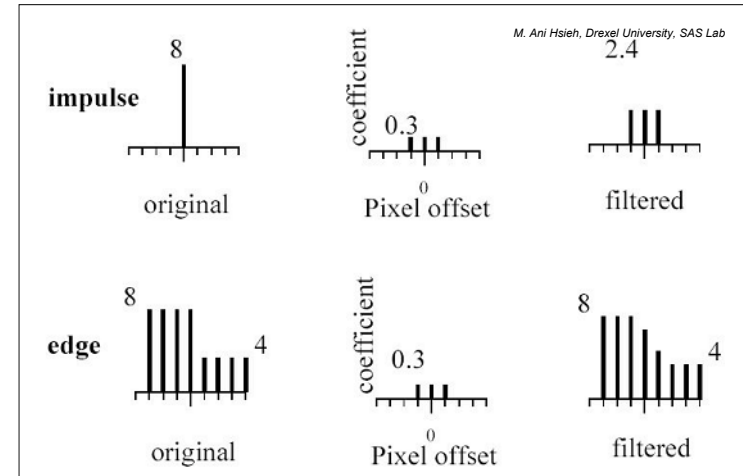 M. Ani Hsieh, Drexel University, SAS Lab
8
impulse
original
coefficient
0.3
0
Pixel offset
2.4
filtered
8
edge
4
original
coefficient
0.3
0
Pixel offset
8
4
filtered